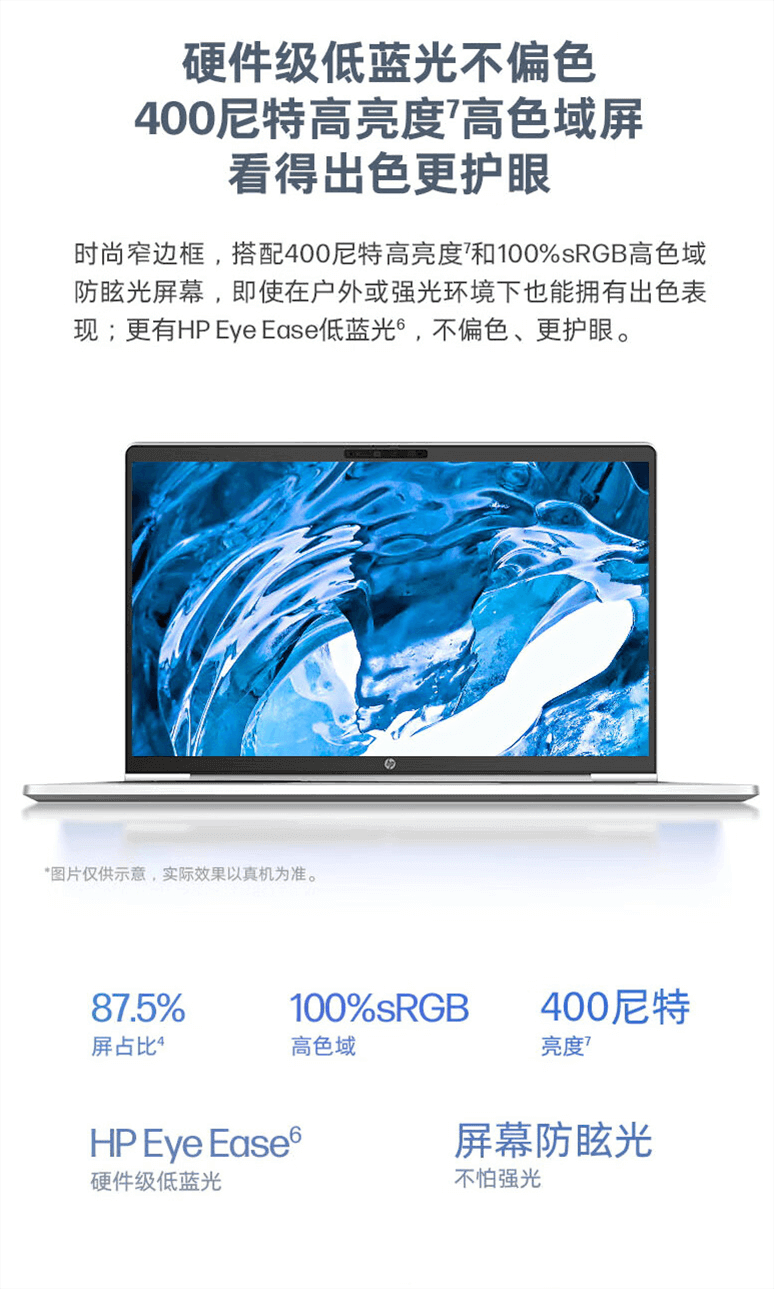 硬件级低蓝光不偏色
400尼特高亮度⁷高色域屏
看得出色更护眼
时尚窄边框，搭配400尼特高亮度⁷和100%sRGB高色域
防眩光屏幕，即使在户外或强光环境下也能拥有出色表
现；更有HP Eye Ease低蓝光⁶，不偏色、更护眼。
hp
*图片仅供示意，实际效果以真机为准。
87.5% 100%sRGB 400尼特
屏占比⁴ 高色域 亮度⁷
HP Eye Ease⁶ 屏幕防眩光
硬件级低蓝光 不怕强光